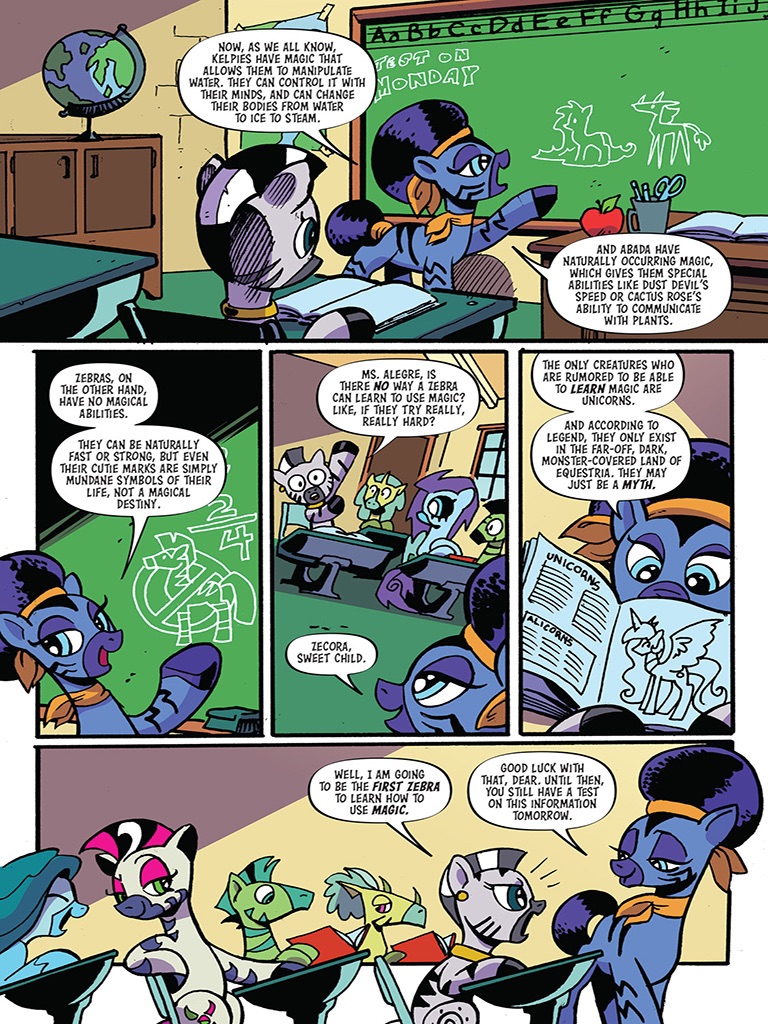 Aa Bb Cc Dd Ee Ff Gg Hh Ii J
TEST ON
MONDAY
NOW, AS WE ALL KNOW,
KELPIES HAVE MAGIC THAT
ALLOWS THEM TO MANIPULATE
WATER. THEY CAN CONTROL IT WITH
THEIR MINDS, AND CAN CHANGE
THEIR BODIES FROM WATER
TO ICE TO STEAM.
AND ABADA HAVE
NATURALLY OCCURRING MAGIC,
WHICH GIVES THEM SPECIAL
ABILITIES LIKE DUST DEVIL'S
SPEED OR CACTUS ROSE'S
ABILITY TO COMMUNICATE
WITH PLANTS.
ZEBRAS, ON
THE OTHER HAND,
HAVE NO MAGICAL
ABILITIES.
THEY CAN BE NATURALLY
FAST OR STRONG, BUT EVEN
THEIR CUTIE MARKS ARE SIMPLY
MUNDANE SYMBOLS OF THEIR
LIFE, NOT A MAGICAL
DESTINY.
2
4
MS. ALEGRE, IS
THERE NO WAY A ZEBRA
CAN LEARN TO USE MAGIC?
LIKE, IF THEY TRY REALLY,
REALLY HARD?
ZECORA,
SWEET CHILD.
THE ONLY CREATURES WHO
ARE RUMORED TO BE ABLE
TO LEARN MAGIC ARE
UNICORNS.
AND ACCORDING TO
LEGEND, THEY ONLY EXIST
IN THE FAR-OFF, DARK,
MONSTER-COVERED LAND OF
EQUESTRIA. THEY MAY
JUST BE A MYTH.
UNICORNS
ALICORNS
WELL, I AM GOING
TO BE THE FIRST ZEBRA
TO LEARN HOW TO
USE MAGIC.
GOOD LUCK WITH
THAT, DEAR. UNTIL THEN,
YOU STILL HAVE A TEST
ON THIS INFORMATION
TOMORROW.